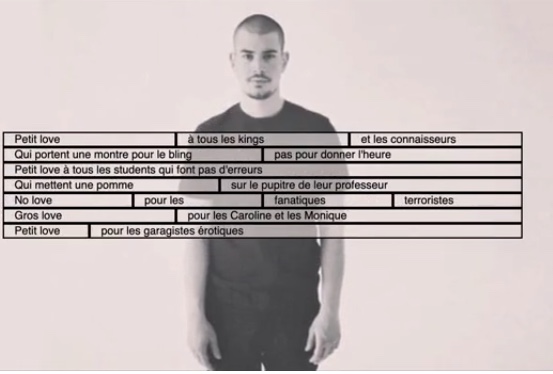 Petit love à tous les kings et les connaisseurs
Qui portent une montre pour le bling pas pour donner l'heure
Petit love à tous les students qui font pas d'erreurs
Qui mettent une pomme sur le pupitre de leur professeur
No love pour les fanatiques terroristes
Gros love pour les Caroline et les Monique
Petit love pour les garagistes érotiques